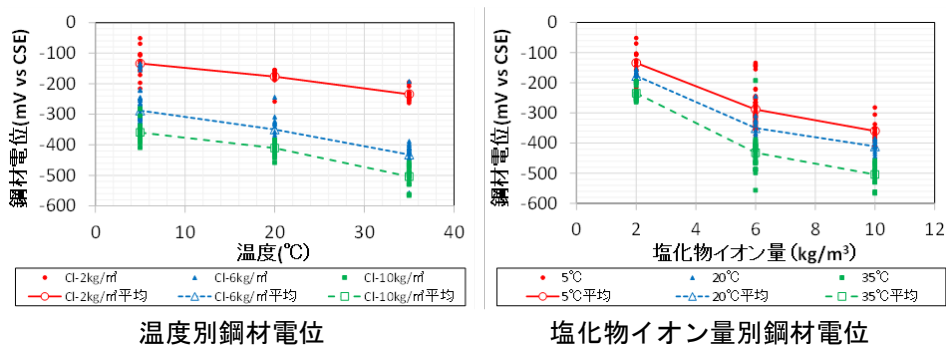 鋼材電位(mV vs CSE)
0
-100
-200
-300
-400
-500
-600
0 10 20 30 40
温度(℃)
Cl-2kg/㎥ Cl-6kg/㎥ Cl-10kg/㎥
Cl-2kg/㎥平均 Cl-6kg/㎥平均 Cl-10kg/㎥平均
温度別鋼材電位
鋼材電位(mV vs CSE)
0
-100
-200
-300
-400
-500
-600
0 2 4 6 8 10 12
塩化物イオン量(kg/m³)
5℃ 20℃ 35℃
5℃平均 20℃平均 35℃平均
塩化物イオン量別鋼材電位